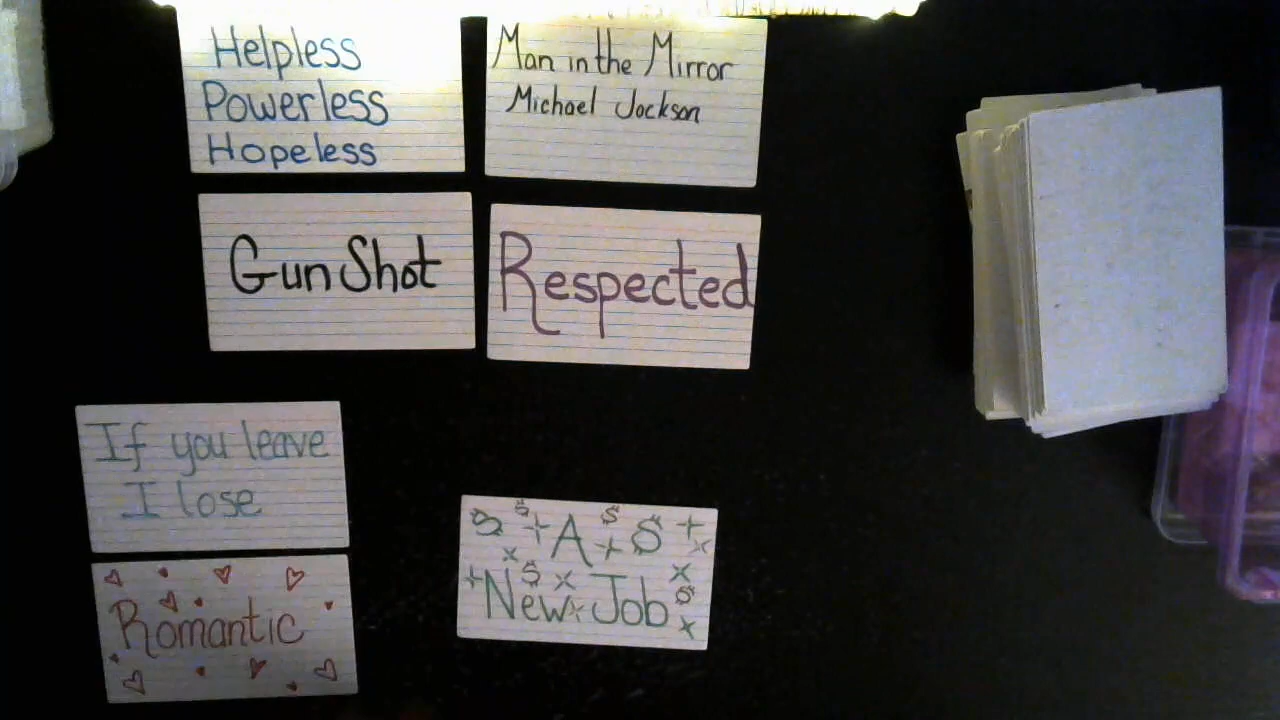 Helpless
Powerless
Hopeless
Man in the Mirror
Michael Jackson
Gun Shot
Respected
If you leave
I lose
Romantic
$ $ A $ $
New $ Job $